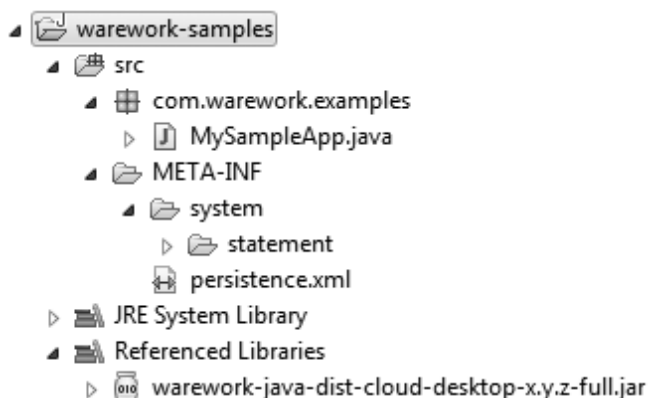 warework-samples
src
com.warework.examples
MySampleApp.java
META-INF
system
statement
persistence.xml
JRE System Library
Referenced Libraries
warework-java-dist-cloud-desktop-x.y.z-full.jar